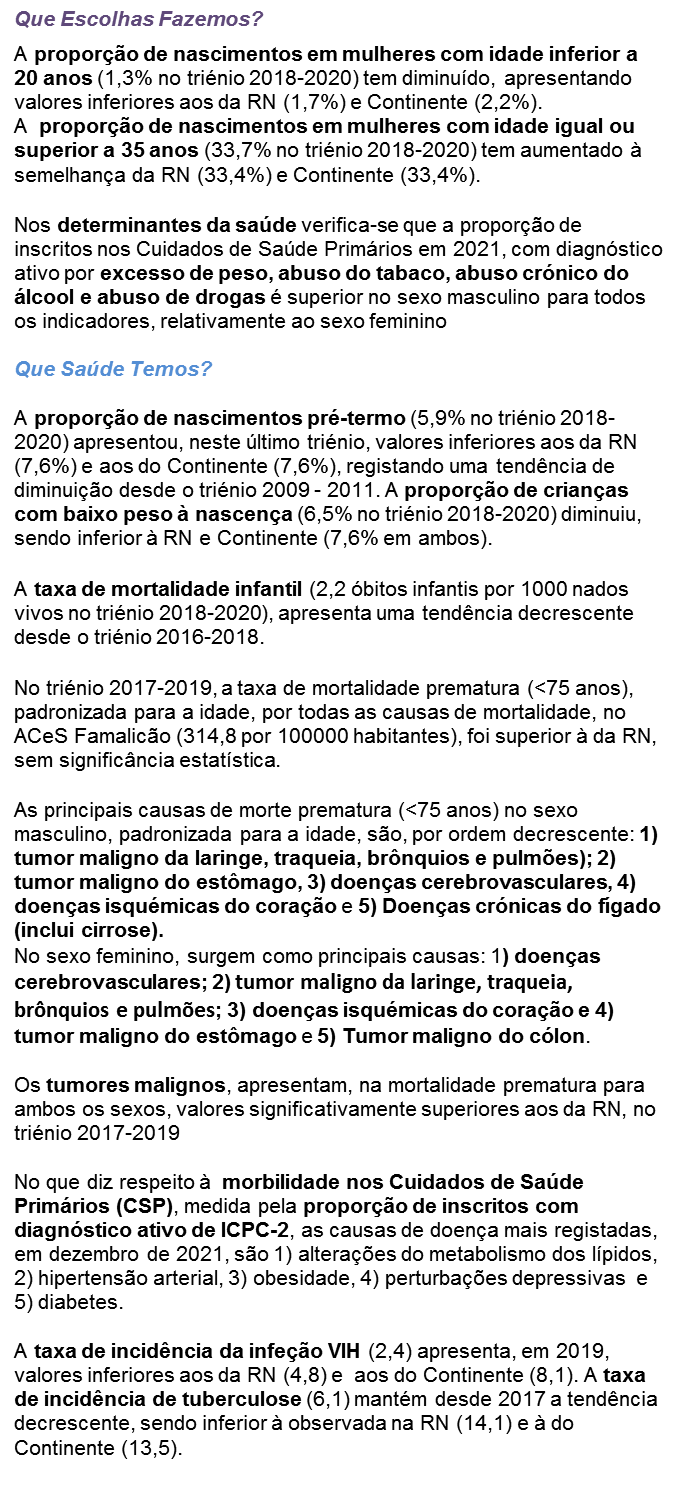 Que Escolhas Fazemos?
A proporção de nascimentos em mulheres com idade inferior a
20 anos (1,3% no triénio 2018-2020) tem diminuído, apresentando
valores inferiores aos da RN (1,7%) e Continente (2,2%).
A proporção de nascimentos em mulheres com idade igual ou
superior a 35 anos (33,7% no triénio 2018-2020) tem aumentado à
semelhança da RN (33,4%) e Continente (33,4%).
Nos determinantes da saúde verifica-se que a proporção de
inscritos nos Cuidados de Saúde Primários em 2021, com diagnóstico
ativo por excesso de peso, abuso do tabaco, abuso crónico do
álcool e abuso de drogas é superior no sexo masculino para todos
os indicadores, relativamente ao sexo feminino
Que Saúde Temos?
A proporção de nascimentos pré-termo (5,9% no triénio 2018-
2020) apresentou, neste último triénio, valores inferiores aos da RN
(7,6%) e aos do Continente (7,6%), registando uma tendência de
diminuição desde o triénio 2009 - 2011. A proporção de crianças
com baixo peso à nascença (6,5% no triénio 2018-2020) diminuiu,
sendo inferior à RN e Continente (7,6% em ambos).
A taxa de mortalidade infantil (2,2 óbitos infantis por 1000 nados
vivos no triénio 2018-2020), apresenta uma tendência decrescente
desde o triénio 2016-2018.
No triénio 2017-2019, a taxa de mortalidade prematura (<75 anos),
padronizada para a idade, por todas as causas de mortalidade, no
ACeS Famalicão (314,8 por 100000 habitantes), foi superior à da RN,
sem significância estatística.
As principais causas de morte prematura (<75 anos) no sexo
masculino, padronizada para a idade, são, por ordem decrescente: 1)
tumor maligno da laringe, traqueia, brônquios e pulmões); 2)
tumor maligno do estômago, 3) doenças cerebrovasculares, 4)
doenças isquémicas do coração e 5) Doenças crónicas do fígado
(inclui cirrose).
No sexo feminino, surgem como principais causas: 1) doenças
cerebrovasculares; 2) tumor maligno da laringe, traqueia,
brônquios e pulmões; 3) doenças isquémicas do coração e 4)
tumor maligno do estômago e 5) Tumor maligno do cólon.
Os tumores malignos, apresentam, na mortalidade prematura para
ambos os sexos, valores significativamente superiores aos da RN, no
triénio 2017-2019
No que diz respeito à morbilidade nos Cuidados de Saúde
Primários (CSP), medida pela proporção de inscritos com
diagnóstico ativo de ICPC-2, as causas de doença mais registadas,
em dezembro de 2021, são 1) alterações do metabolismo dos lípidos,
2) hipertensão arterial, 3) obesidade, 4) perturbações depressivas e
5) diabetes.
A taxa de incidência da infeção VIH (2,4) apresenta, em 2019,
valores inferiores aos da RN (4,8) e aos do Continente (8,1). A taxa
de incidência de tuberculose (6,1) mantém desde 2017 a tendência
decrescente, sendo inferior à observada na RN (14,1) e à do
Continente (13,5).